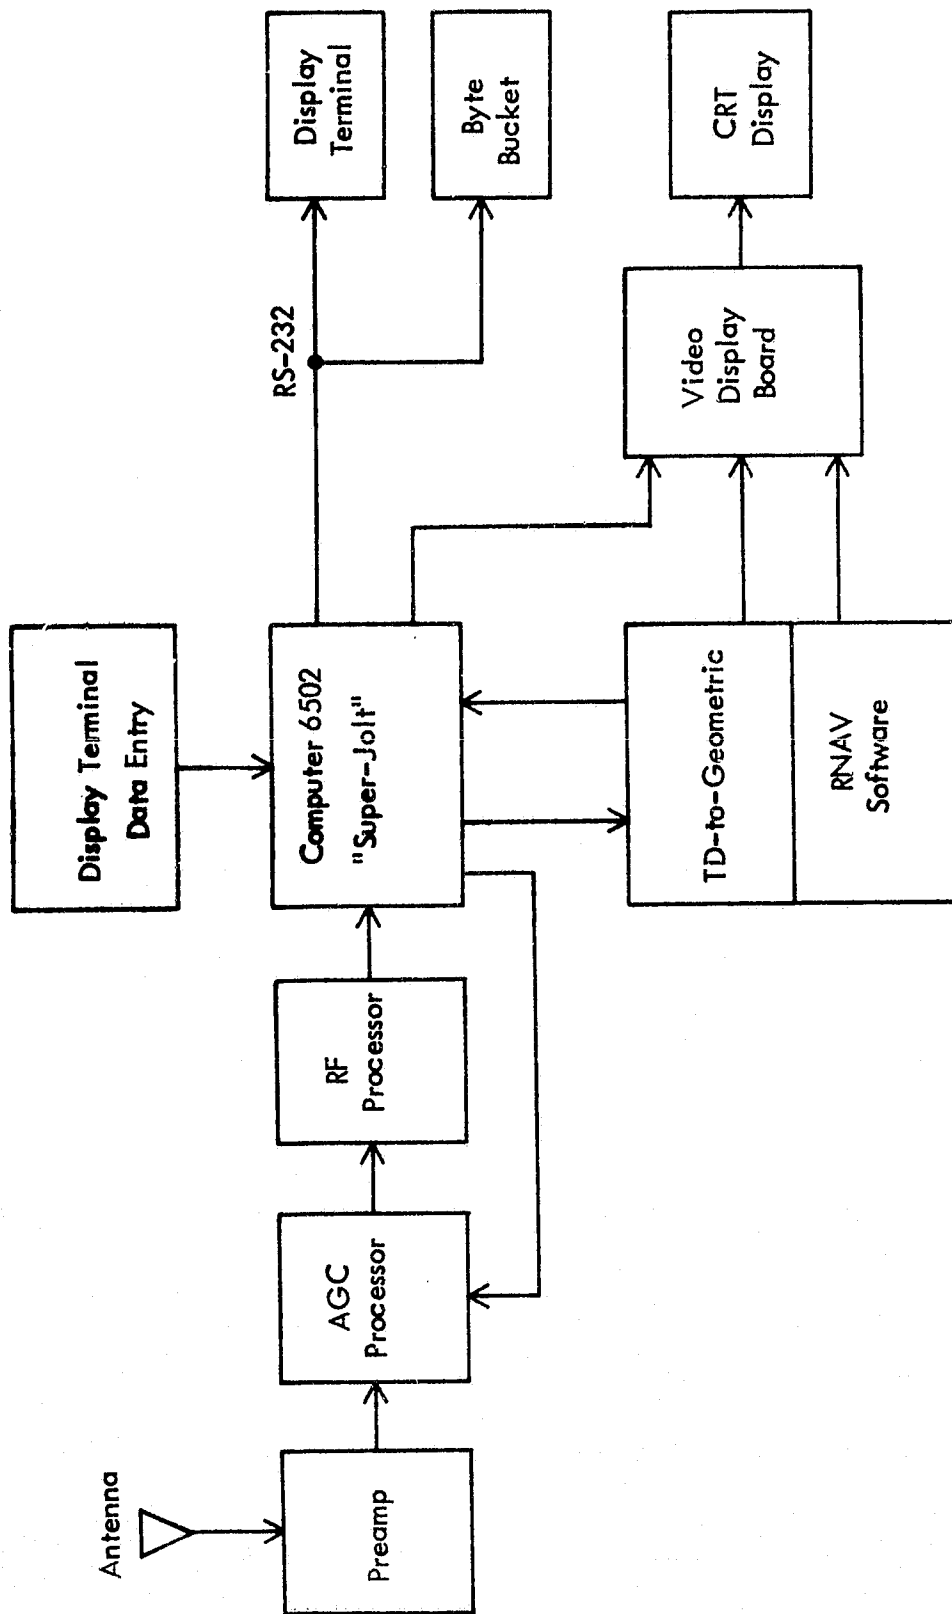 Antenna
Preamp
AGC
Processor
RF
Processor
Display Terminal
Data Entry
Computer 6502
"Super-Jolt"
TD-to-Geometric
RNAV
Software
RS-232
Display
Terminal
Byte
Bucket
Video
Display
Board
CRT
Display